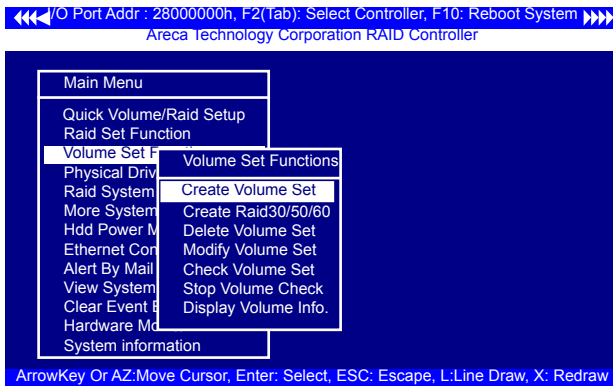 /O Port Addr : 28000000h, F2(Tab): Select Controller, F10: Reboot System
Areca Technology Corporation RAID Controller
Main Menu
Quick Volume/Raid Setup
Raid Set Function
Volume Set F
Physical Driv
Raid System
More System
Hdd Power M
Ethernet Con
Alert By Mail
View System
Clear Event
Hardware Mo
System information
Volume Set Functions
Create Volume Set
Create Raid30/50/60
Delete Volume Set
Modify Volume Set
Check Volume Set
Stop Volume Check
Display Volume Info.
ArrowKey Or AZ:Move Cursor, Enter: Select, ESC: Escape, L:Line Draw, X: Redraw